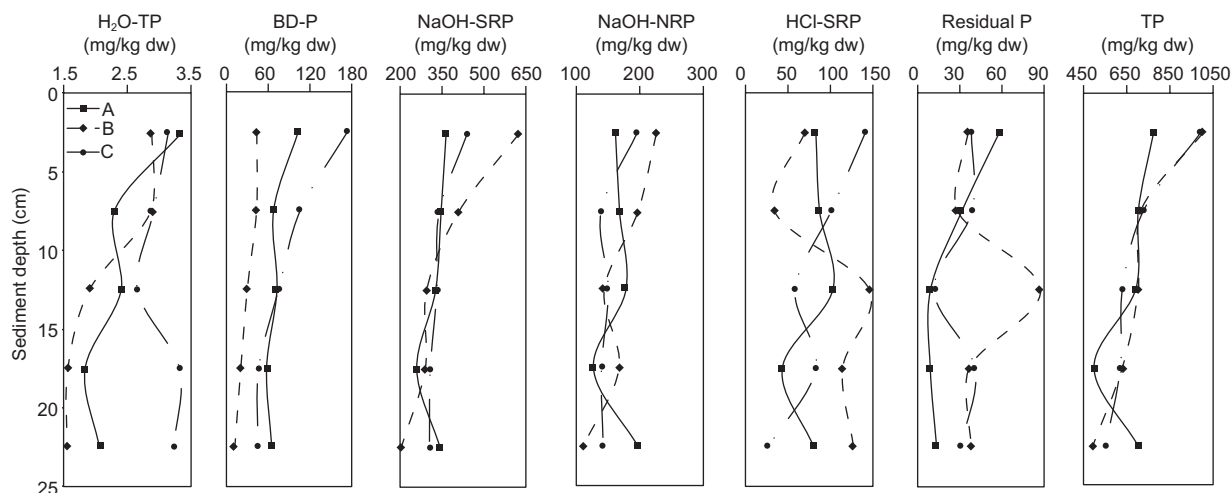 H₂O-TP BD-P NaOH-SRP NaOH-NRP HCl-SRP Residual P TP
(mg/kg dw) (mg/kg dw) (mg/kg dw) (mg/kg dw) (mg/kg dw) (mg/kg dw) (mg/kg dw)
1.5 2.5 3.5 0 60 120 180 200 350 500 650 100 200 300 0 50 100 150 0 30 60 90 450 650 850 1050
0
A
B
C
5
10
15
20
25
Sediment depth (cm)